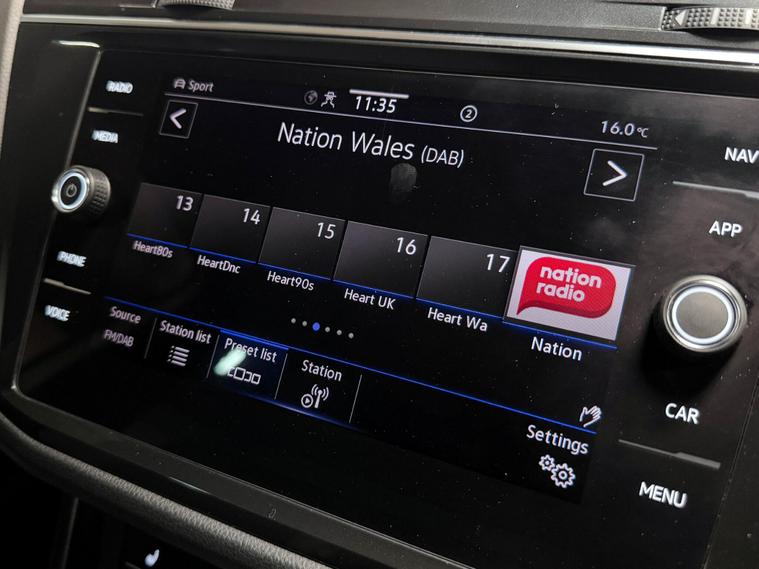 RADIO
MEDIA
PHONE
VOICE
Sport
11:35
2
16.0°C
Nation Wales (DAB)
13
14
15
16
17
nation
radio
Heart80s
HeartDnc
Heart90s
Heart UK
Heart Wa
Nation
Source
FM/DAB
Station list
Preset list
Station
Settings
NAV
APP
CAR
MENU